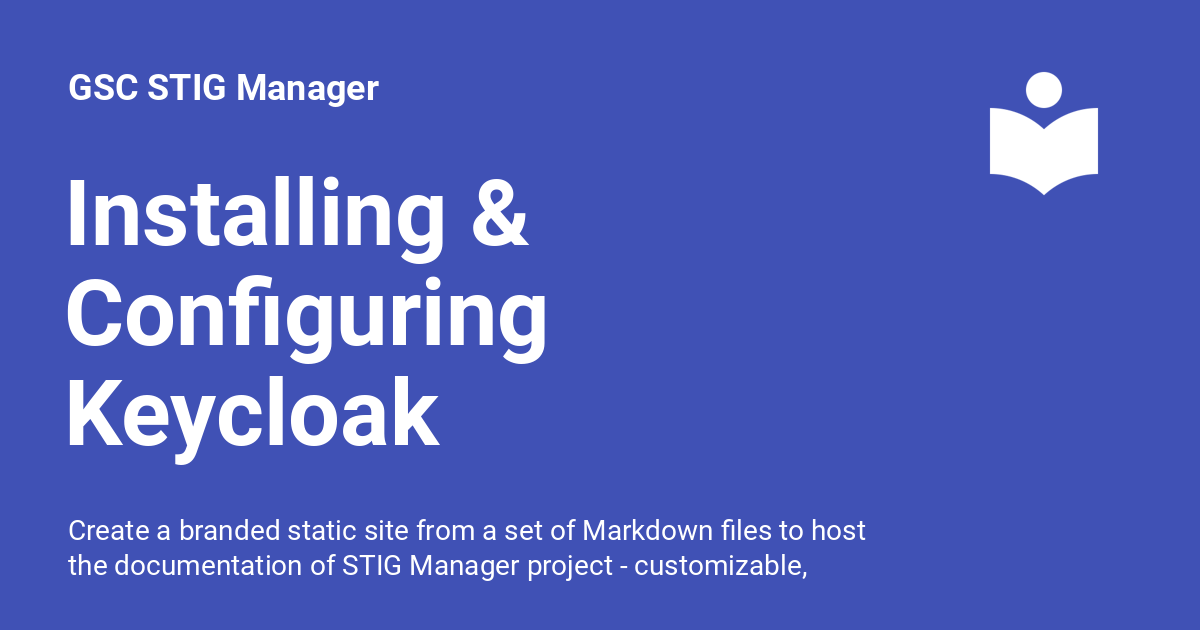 GSC STIG Manager
Installing &
Configuring
Keycloak
Create a branded static site from a set of Markdown files to host
the documentation of STIG Manager project - customizable,